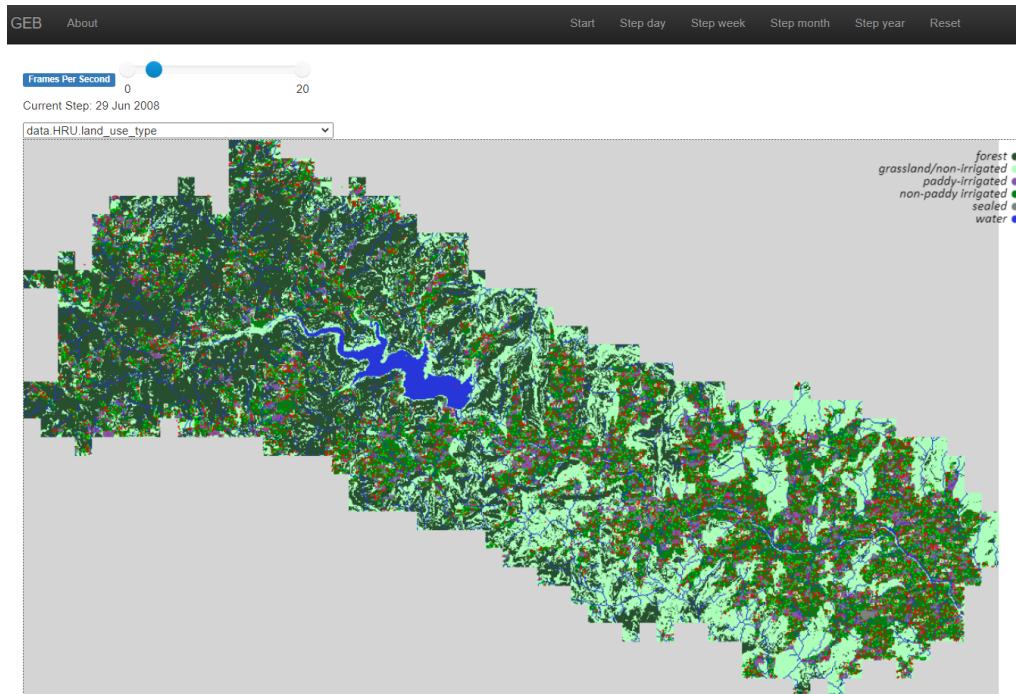 GEB About Start Step day Step week Step month Step year Reset
Frames Per Second
0 20
Current Step: 29 Jun 2008
data.HRU.land_use_type
forest
grassland/non-irrigated
paddy-irrigated
non-paddy irrigated
sealed
water